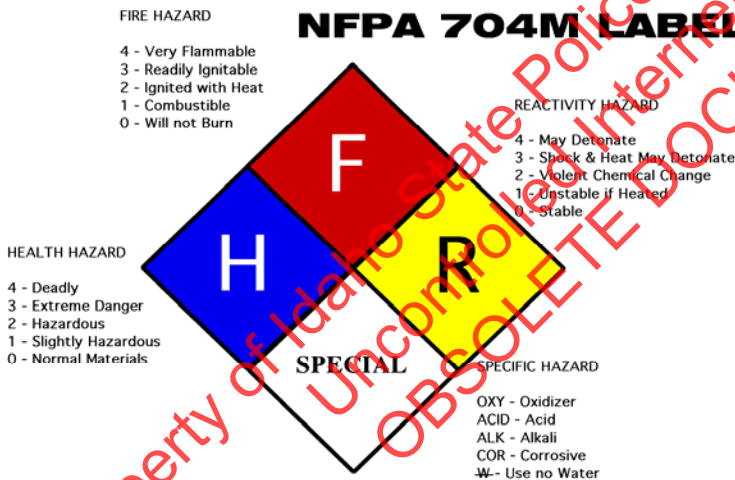 FIRE HAZARD
4 - Very Flammable
3 - Readily Ignitable
2 - Ignited with Heat
1 - Combustible
0 - Will not Burn
NFPA 704M LABEL
REACTIVITY HAZARD
4 - May Detonate
3 - Shock & Heat May Detonate
2 - Violent Chemical Change
1 - Unstable if Heated
0 - Stable
F
H
R
HEALTH HAZARD
4 - Deadly
3 - Extreme Danger
2 - Hazardous
1 - Slightly Hazardous
0 - Normal Materials
SPECIAL
SPECIFIC HAZARD
OXY - Oxidizer
ACID - Acid
ALK - Alkali
COR - Corrosive
W - Use no Water
of Idaho State Police
Uncontrolled
OBSOLETE